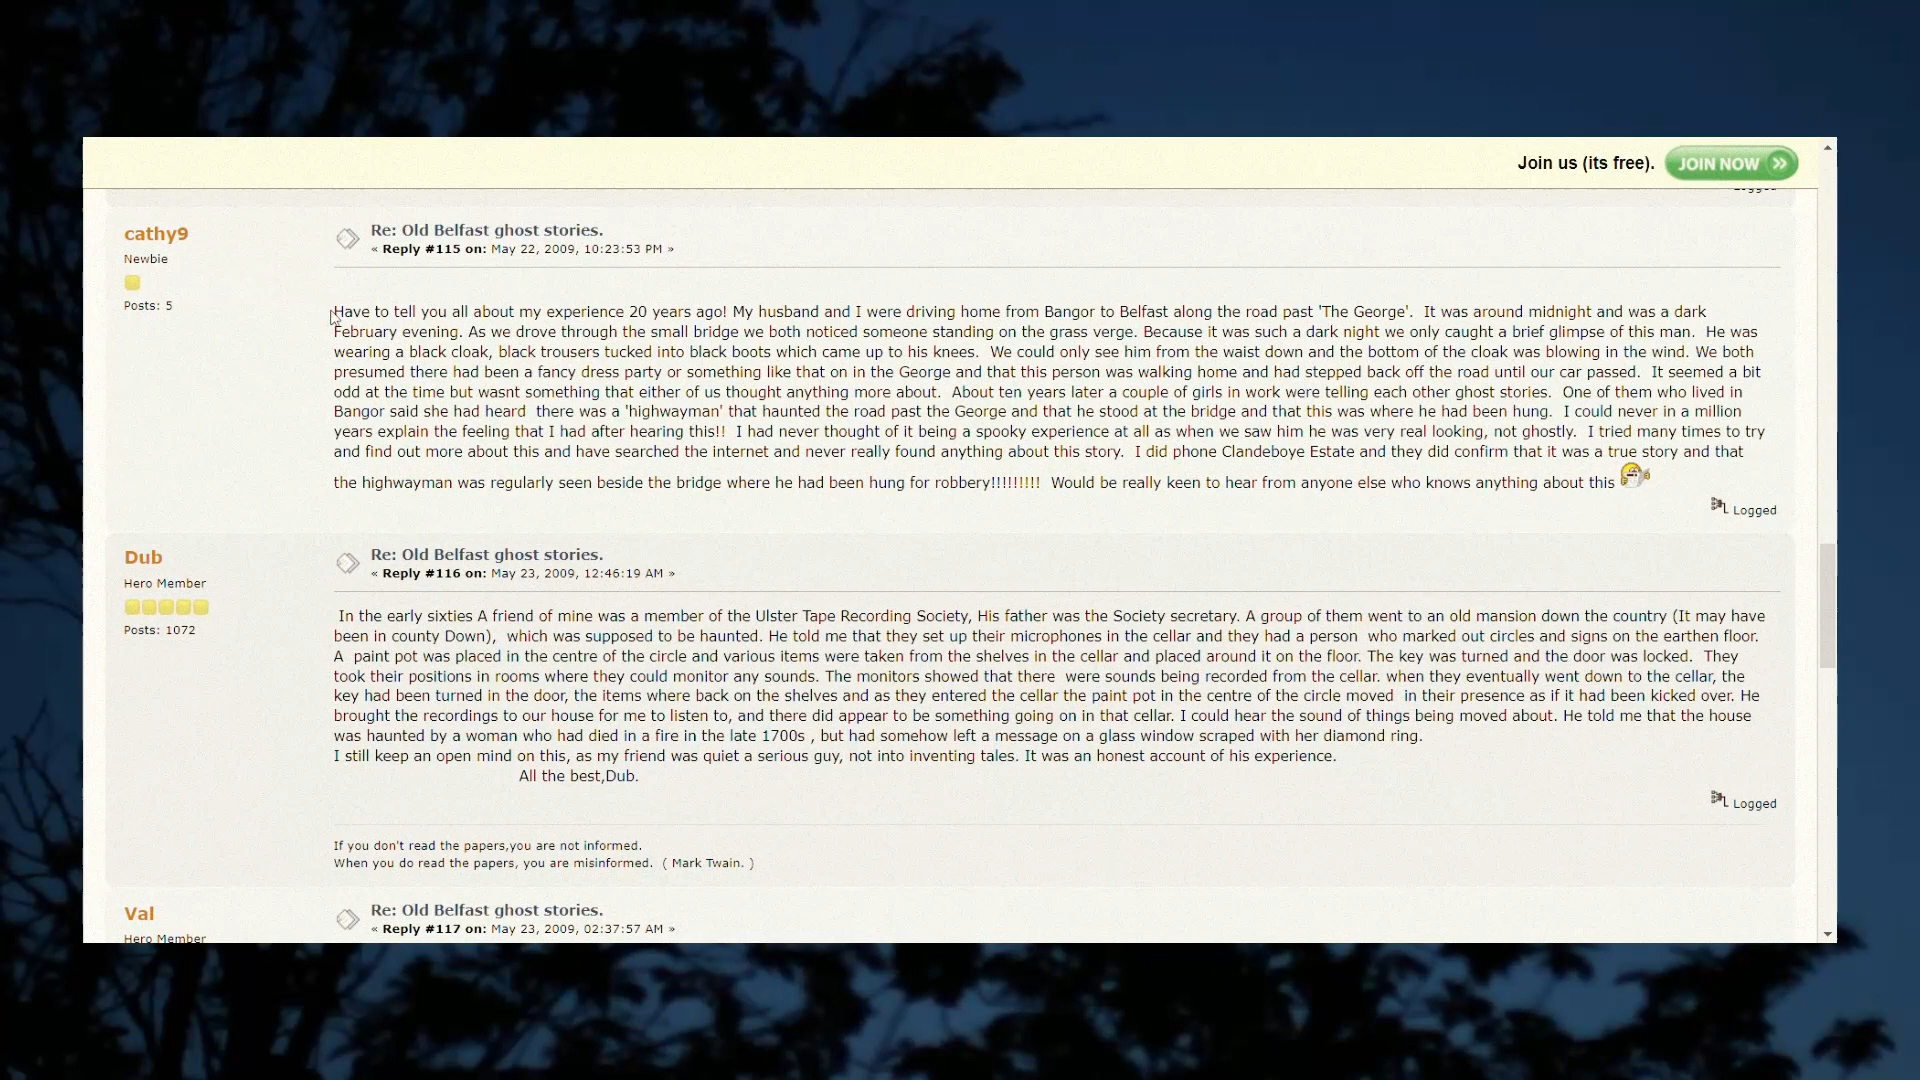 Join us (its free). JOIN NOW
Logged
cathy9
Newbie
Posts: 5
Re: Old Belfast ghost stories.
« Reply #115 on: May 22, 2009, 10:23:53 PM »
Have to tell you all about my experience 20 years ago! My husband and I were driving home from Bangor to Belfast along the road past 'The George'.  It was around midnight and was a dark
February evening. As we drove through the small bridge we both noticed someone standing on the grass verge. Because it was such a dark night we only caught a brief glimpse of this man.  He was
wearing a black cloak, black trousers tucked into black boots which came up to his knees.  We could only see him from the waist down and the bottom of the cloak was blowing in the wind. We both
presumed there had been a fancy dress party or something like that on in the George and that this person was walking home and had stepped back off the road until our car passed.  It seemed a bit
odd at the time but wasnt something that either of us thought anything more about.  About ten years later a couple of girls in work were telling each other ghost stories.  One of them who lived in
Bangor said she had heard  there was a 'highwayman' that haunted the road past the George and that he stood at the bridge and that this was where he had been hung.  I could never in a million
years explain the feeling that I had after hearing this!!  I had never thought of it being a spooky experience at all as when we saw him he was very real looking, not ghostly.  I tried many times to try
and find out more about this and have searched the internet and never really found anything about this story.  I did phone Clandeboye Estate and they did confirm that it was a true story and that
the highwayman was regularly seen beside the bridge where he had been hung for robbery!!!!!!!!!  Would be really keen to hear from anyone else who knows anything about this
Logged
Dub
Hero Member
Posts: 1072
Re: Old Belfast ghost stories.
« Reply #116 on: May 23, 2009, 12:46:19 AM »
In the early sixties A friend of mine was a member of the Ulster Tape Recording Society, His father was the Society secretary. A group of them went to an old mansion down the country (It may have
been in county Down),  which was supposed to be haunted. He told me that they set up their microphones in the cellar and they had a person  who marked out circles and signs on the earthen floor.
A  paint pot was placed in the centre of the circle and various items were taken from the shelves in the cellar and placed around it on the floor. The key was turned and the door was locked.  They
took their positions in rooms where they could monitor any sounds. The monitors showed that there  were sounds being recorded from the cellar. when they eventually went down to the cellar, the
key had been turned in the door, the items where back on the shelves and as they entered the cellar the paint pot in the centre of the circle moved  in their presence as if it had been kicked over. He
brought the recordings to our house for me to listen to, and there did appear to be something going on in that cellar. I could hear the sound of things being moved about. He told me that the house
was haunted by a woman who had died in a fire in the late 1700s , but had somehow left a message on a glass window scraped with her diamond ring.
I still keep an open mind on this, as my friend was quiet a serious guy, not into inventing tales. It was an honest account of his experience.
All the best,Dub.
Logged
If you don't read the papers,you are not informed.
When you do read the papers, you are misinformed.  ( Mark Twain. )
Val
Hero Member
Re: Old Belfast ghost stories.
« Reply #117 on: May 23, 2009, 02:37:57 AM »